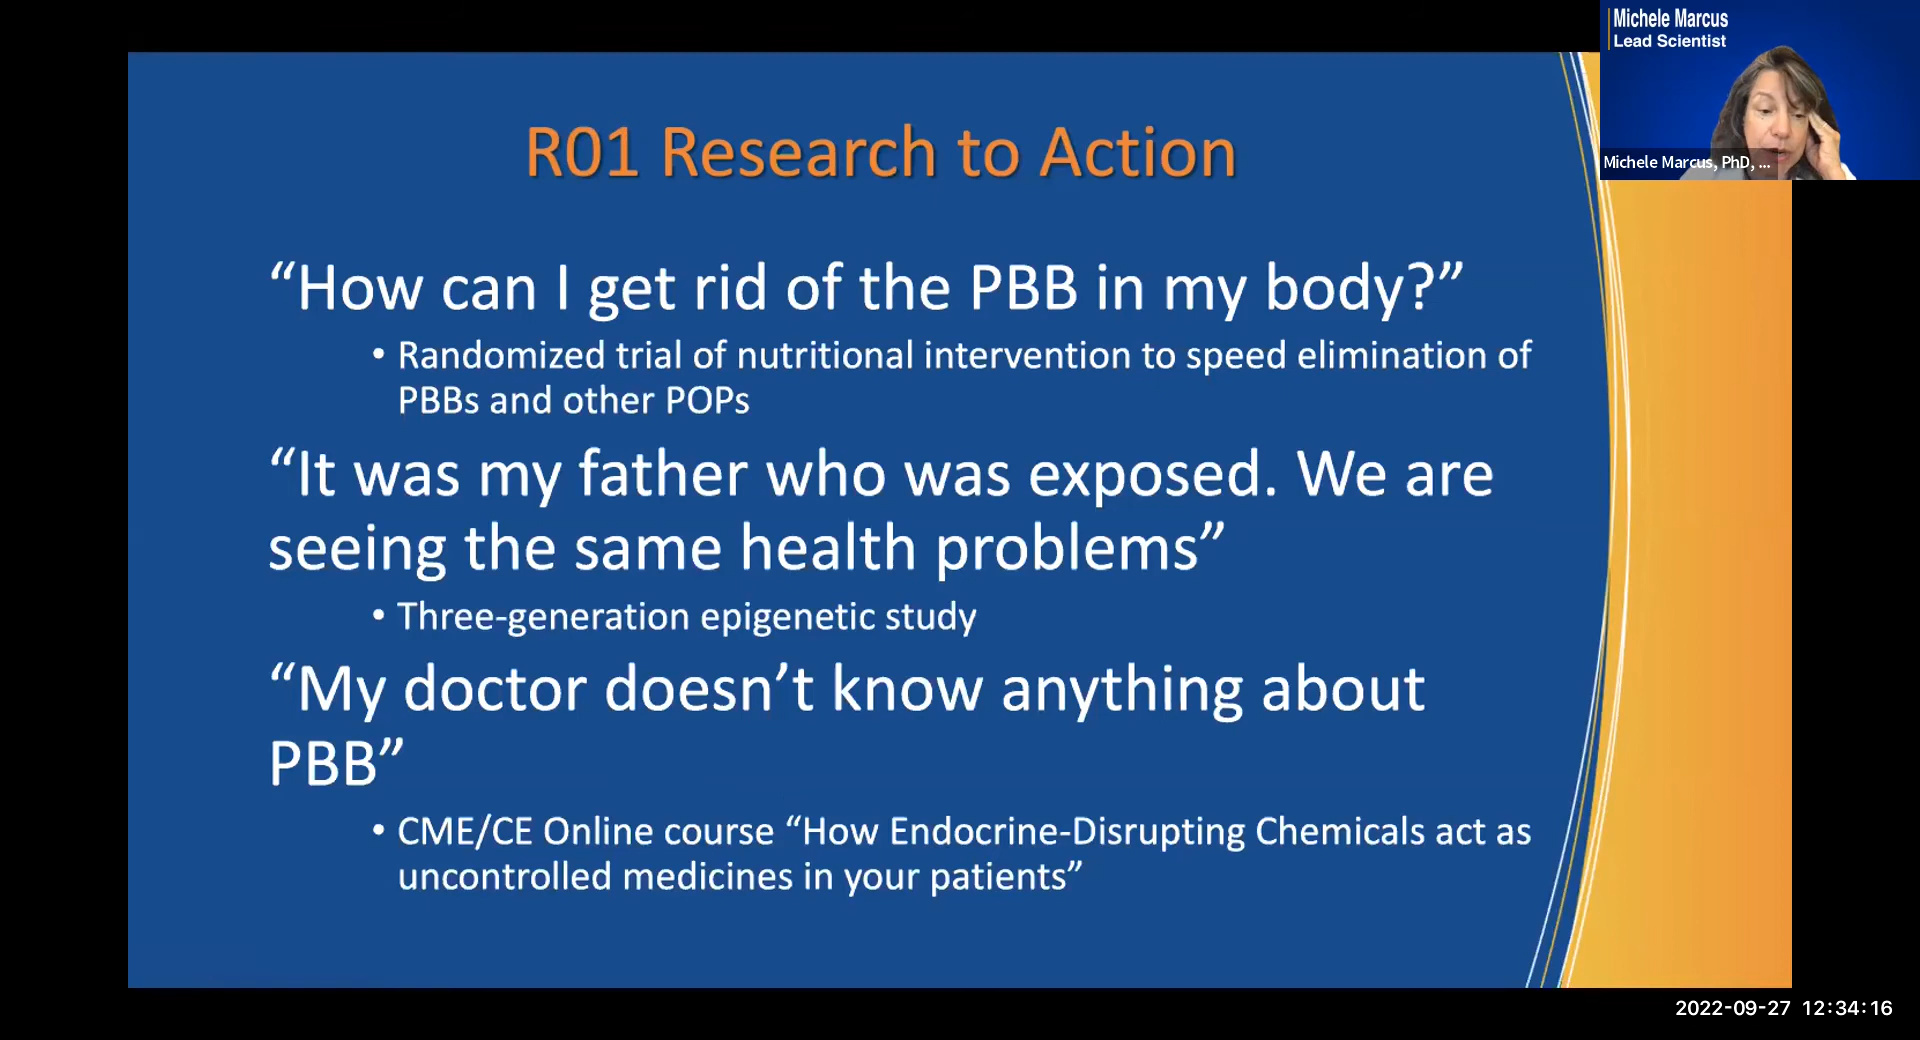 Michele Marcus
Lead Scientist
Michele Marcus, PhD, ...
R01 Research to Action
“How can I get rid of the PBB in my body?”
• Randomized trial of nutritional intervention to speed elimination of
PBBs and other POPs
“It was my father who was exposed. We are
seeing the same health problems”
• Three-generation epigenetic study
“My doctor doesn’t know anything about
PBB”
• CME/CE Online course “How Endocrine-Disrupting Chemicals act as
uncontrolled medicines in your patients”
2022-09-27 12:34:16